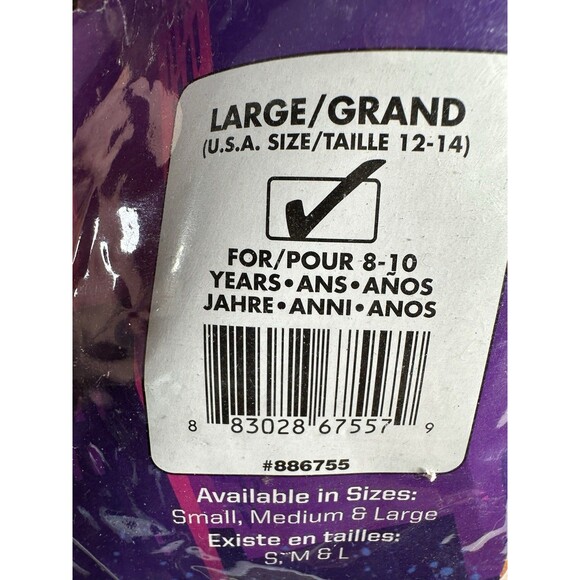 LARGE/GRAND
(U.S.A. SIZE/TAILLE 12-14)
FOR/POUR 8-10
YEARS•ANS•AÑOS
JAHRE•ANNI•ANOS
8 83028 67557 9
#886755
Available in Sizes:
Small, Medium & Large
Existe en tailles:
S, M & L